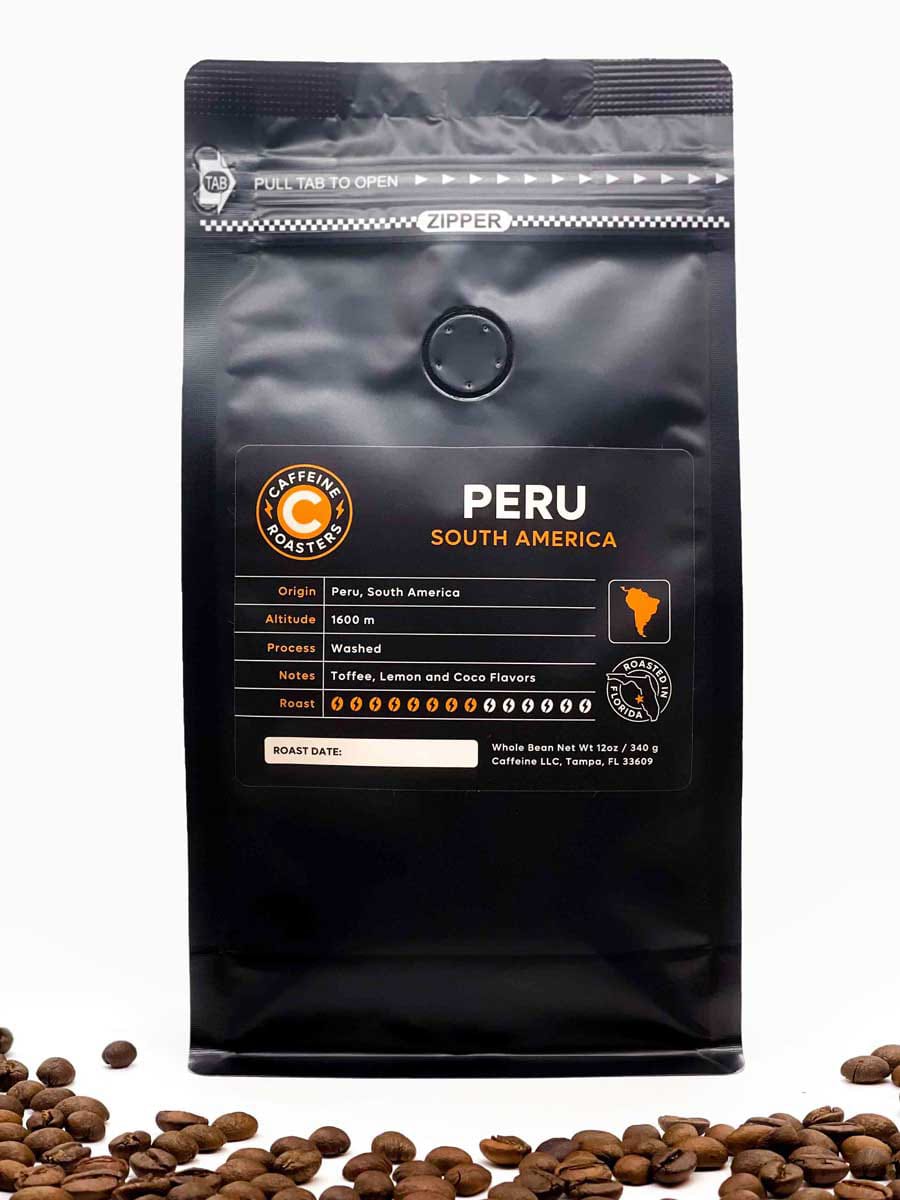 TAB
PULL TAB TO OPEN
ZIPPER
CAFFEINE
C
ROASTERS
PERU
SOUTH AMERICA
Origin Peru, South America
Altitude 1600 m
Process Washed
Notes Toffee, Lemon and Coco Flavors
Roast
ROASTED IN
FLORIDA
ROAST DATE:
Whole Bean Net Wt 12oz / 340 g
Caffeine LLC, Tampa, FL 33609